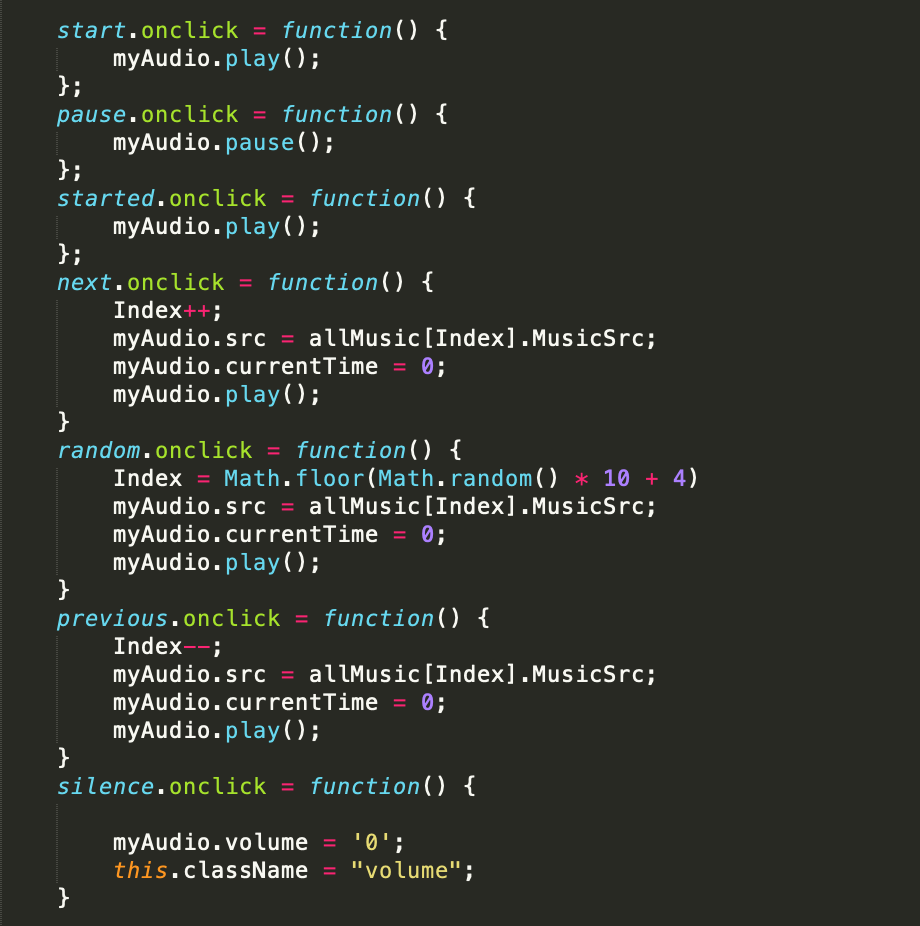 start.onclick = function() {
    myAudio.play();
};
pause.onclick = function() {
    myAudio.pause();
};
started.onclick = function() {
    myAudio.play();
};
next.onclick = function() {
    Index++;
    myAudio.src = allMusic[Index].MusicSrc;
    myAudio.currentTime = 0;
    myAudio.play();
}
random.onclick = function() {
    Index = Math.floor(Math.random() * 10 + 4)
    myAudio.src = allMusic[Index].MusicSrc;
    myAudio.currentTime = 0;
    myAudio.play();
}
previous.onclick = function() {
    Index--;
    myAudio.src = allMusic[Index].MusicSrc;
    myAudio.currentTime = 0;
    myAudio.play();
}
silence.onclick = function() {

    myAudio.volume = '0';
    this.className = "volume";
}